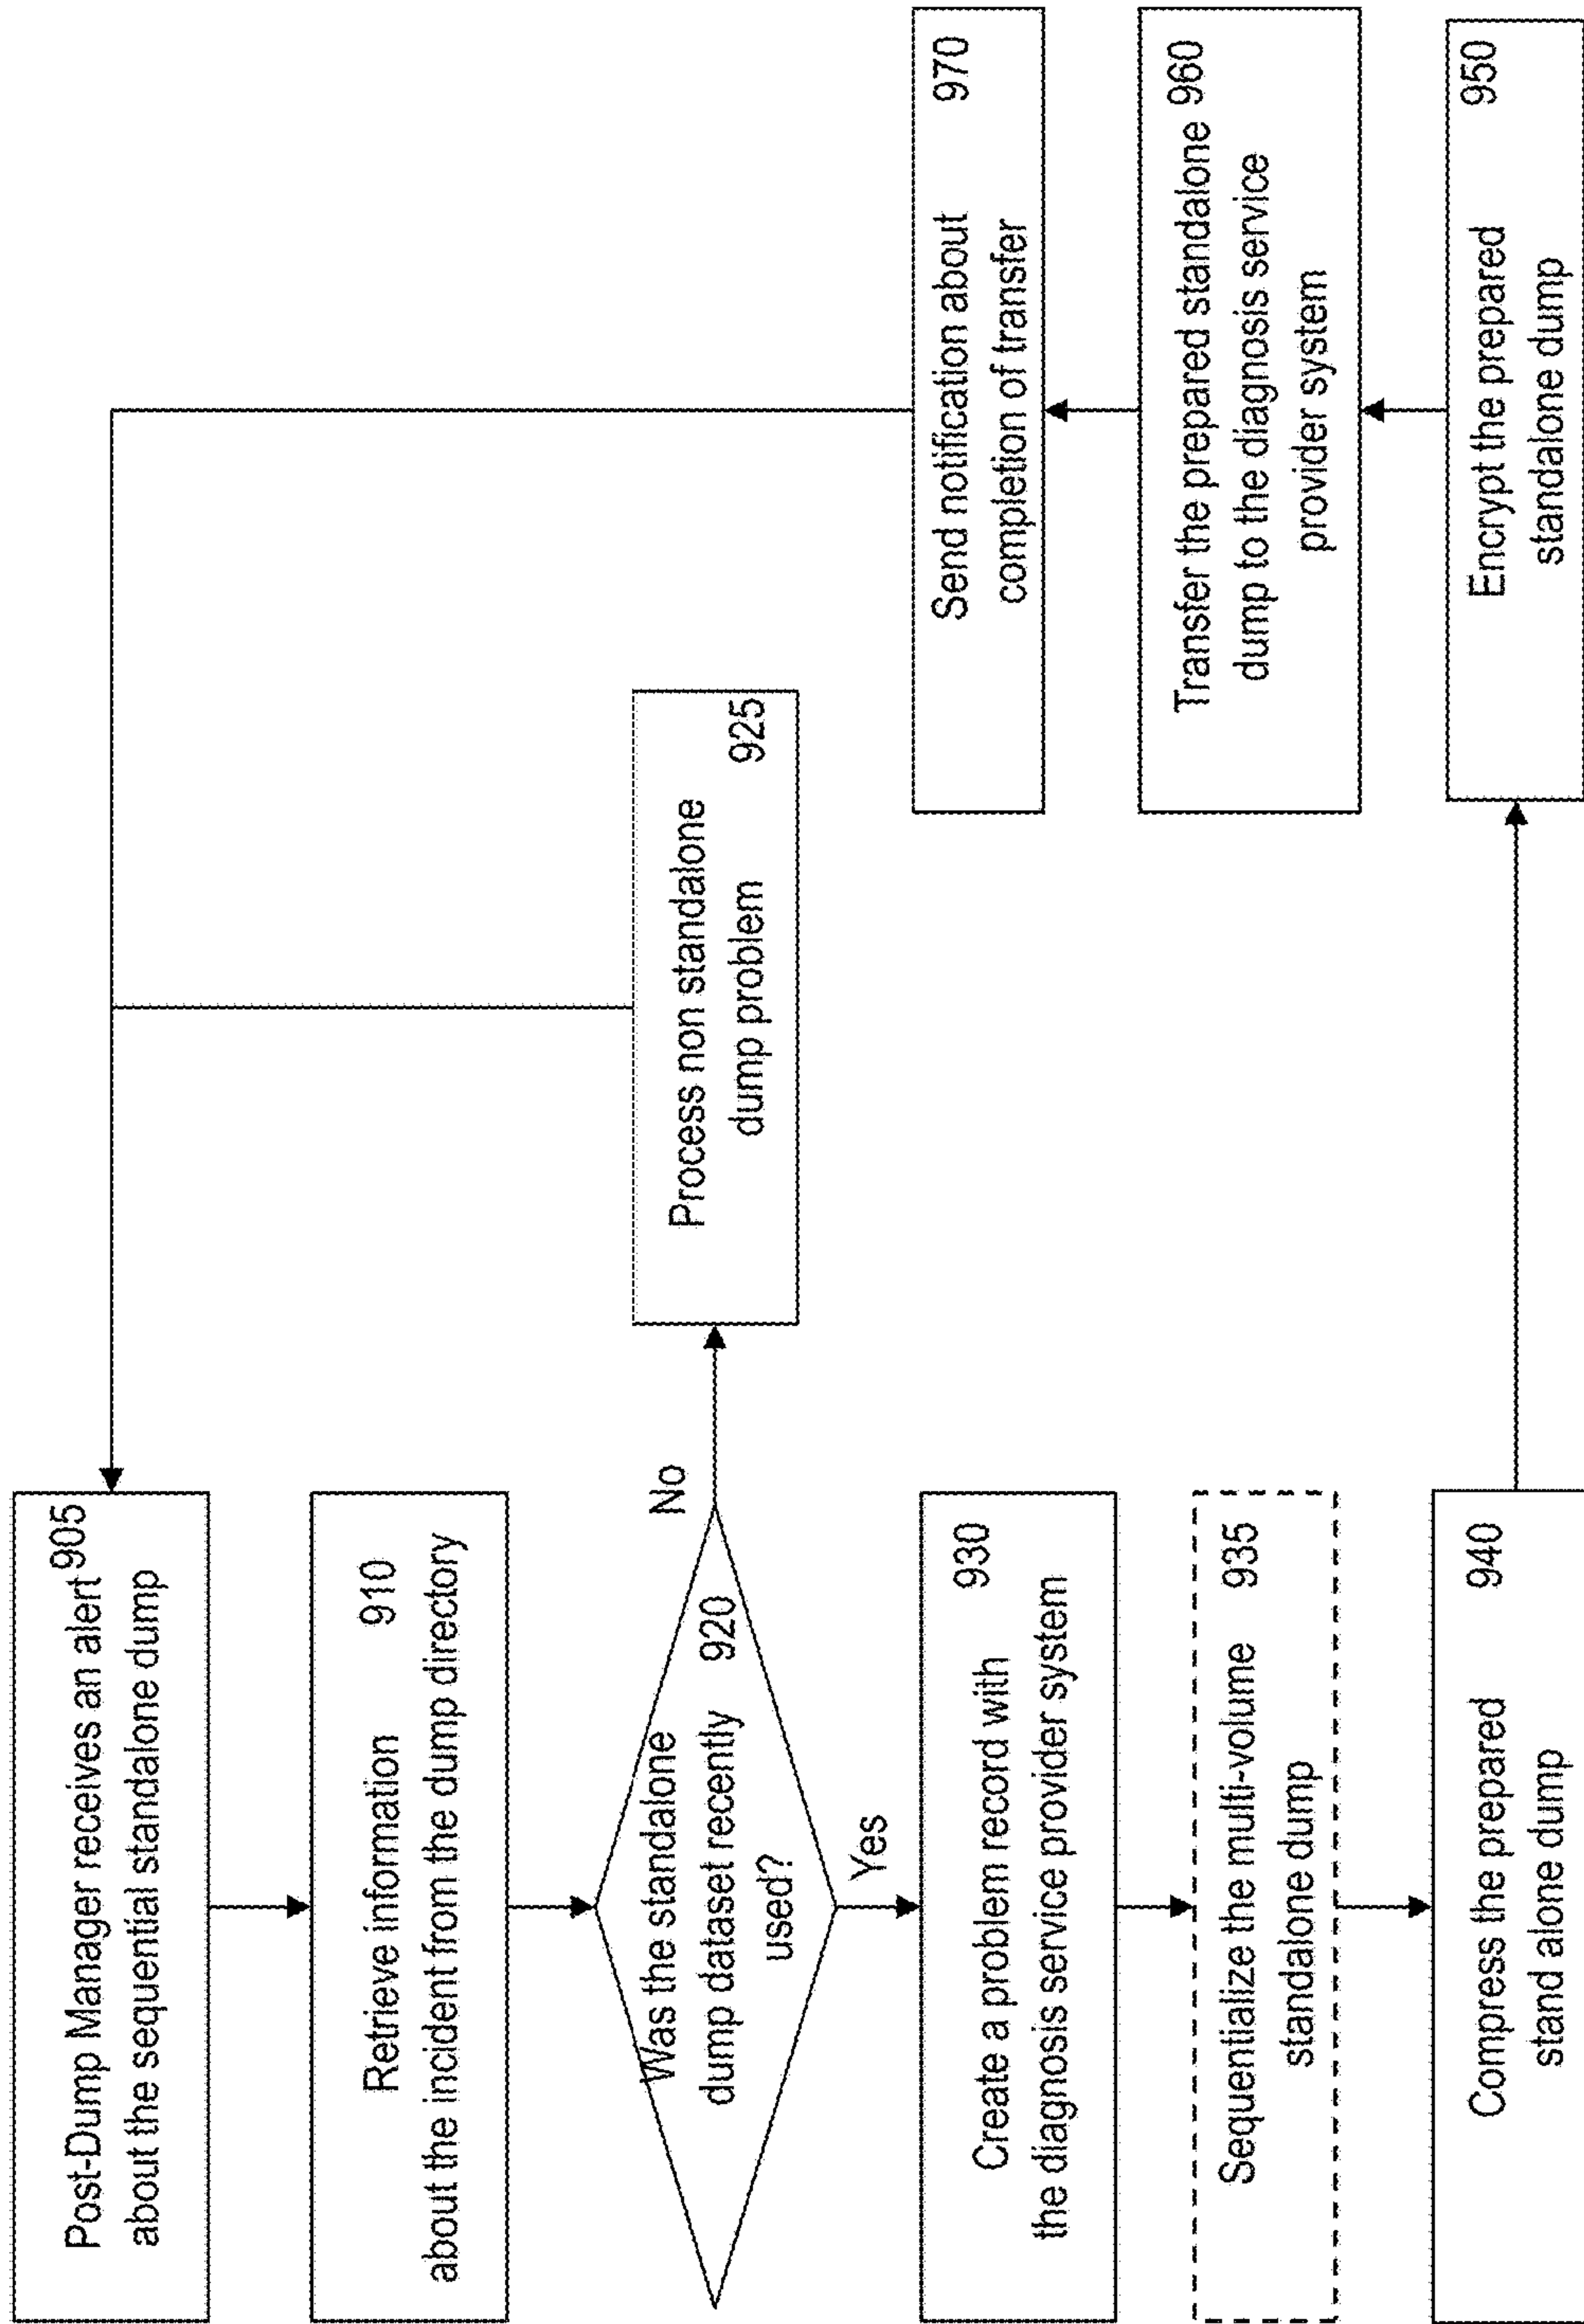 Post-Dump Manager receives an alert 905
about the sequential standalone dump
Retrieve information 910
about the incident from the dump directory
Was the standalone
dump dataset recently 920
used?
No
Yes
Process non standalone
dump problem 925
Create a problem record with 930
the diagnosis service provider system
Sequentialize the multi-volume 935
standalone dump
Compress the prepared 940
stand alone dump
Encrypt the prepared 950
standalone dump
Transfer the prepared standalone 960
dump to the diagnosis service
provider system
Send notification about 970
completion of transfer